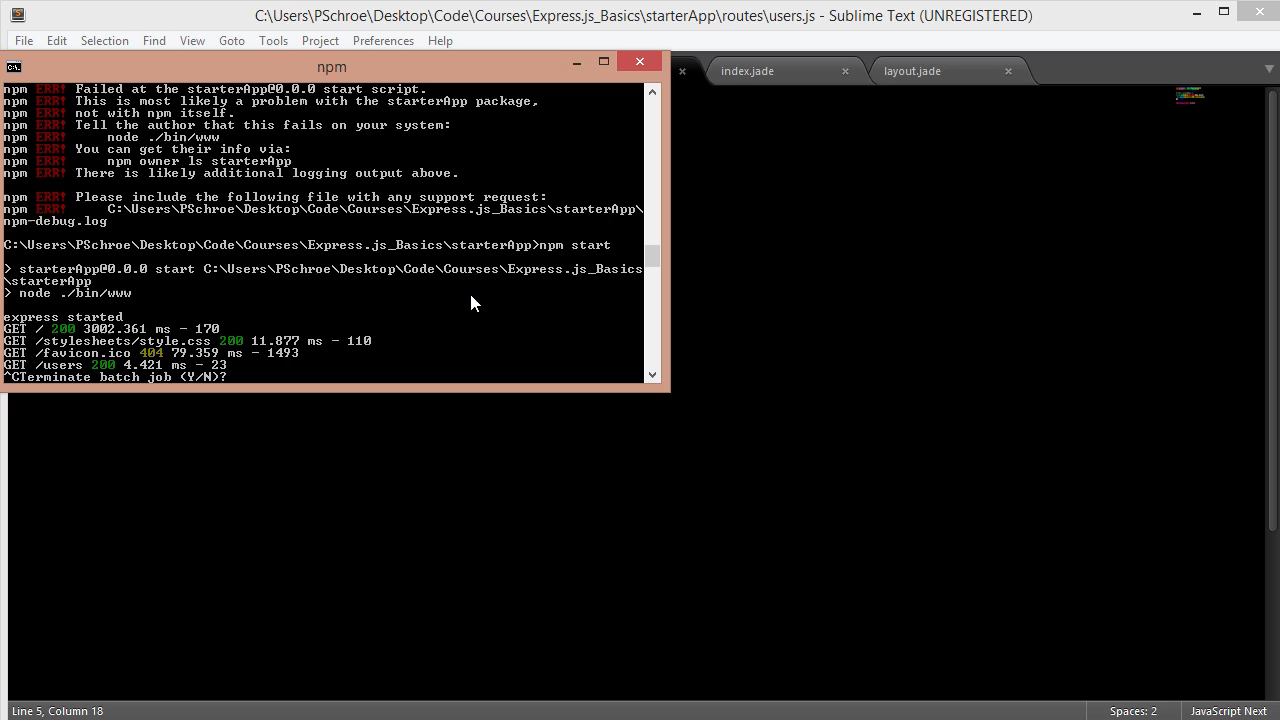 C:\Users\PSchroe\Desktop\Code\Courses\Express.js_Basics\starterApp\routes\users.js - Sublime Text (UNREGISTERED)
File Edit Selection Find View Goto Tools Project Preferences Help
npm
index.jade
layout.jade
npm ERR! Failed at the starterApp@0.0.0 start script.
npm ERR! This is most likely a problem with the starterApp package,
npm ERR! not with npm itself.
npm ERR! Tell the author that this fails on your system:
npm ERR! node ./bin/www
npm ERR! You can get their info via:
npm ERR! npm owner ls starterApp
npm ERR! There is likely additional logging output above.
npm ERR! Please include the following file with any support request:
npm ERR! C:\Users\PSchroe\Desktop\Code\Courses\Express.js_Basics\starterApp\
npm-debug.log
C:\Users\PSchroe\Desktop\Code\Courses\Express.js_Basics\starterApp>npm start
> starterApp@0.0.0 start C:\Users\PSchroe\Desktop\Code\Courses\Express.js_Basics
\starterApp
> node ./bin/www
express started
GET / 200 3002.361 ms - 170
GET /stylesheets/style.css 200 11.877 ms - 110
GET /favicon.ico 404 79.359 ms - 1493
GET /users 200 4.421 ms - 23
^CTerminate batch job (Y/N)?
Line 5, Column 18
Spaces: 2
JavaScript Next